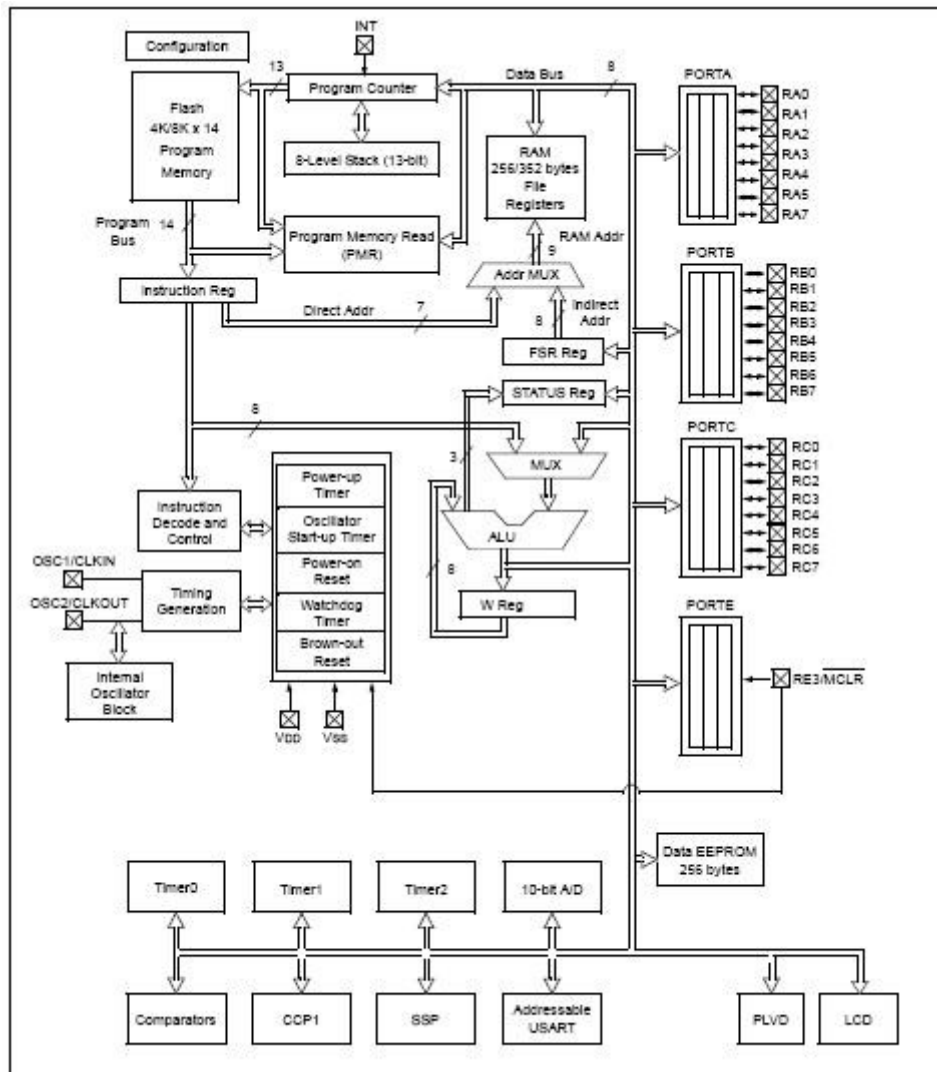 INT
Configuration
13
Program Counter
Data Bus
8
PORTA
Flash
4K/8K x 14
Program
Memory
8-Level Stack (13-bit)
RAM
256/352 bytes
File
Registers
RA0
RA1
RA2
RA3
RA4
RA5
RA7
Program
Bus
14
Program Memory Read
(PMR)
RAM Addr
9
PORTB
Addr MUX
Instruction Reg
Direct Addr
7
Indirect
Addr
8
FSR Reg
RB0
RB1
RB2
RB3
RB4
RB5
RB6
RB7
STATUS Reg
8
3
PORTC
MUX
RC0
RC1
RC2
RC3
RC4
RC5
RC6
RC7
Power-up
Timer
Instruction
Decode and
Control
Oscillator
Start-up Timer
ALU
OSC1/CLKIN
Power-on
Reset
8
OSC2/CLKOUT
Timing
Generation
Watchdog
Timer
W Reg
PORTE
Brown-out
Reset
Internal
Oscillator
Block
RE3/MCLR
VDD
VSS
Data EEPROM
256 bytes
Timer0
Timer1
Timer2
10-bit A/D
Comparators
CCP1
SSP
Addressable
USART
PLVD
LCD